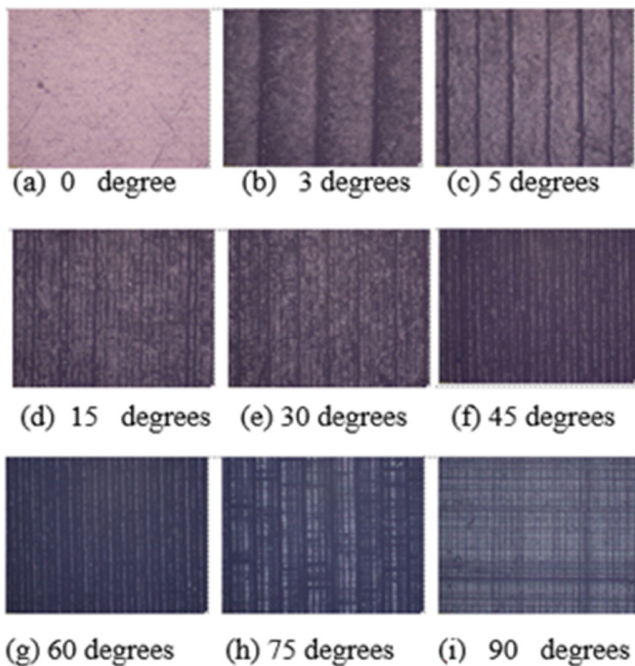 (a) 0 degree
(b) 3 degrees
(c) 5 degrees
(d) 15 degrees
(e) 30 degrees
(f) 45 degrees
(g) 60 degrees
(h) 75 degrees
(i) 90 degrees